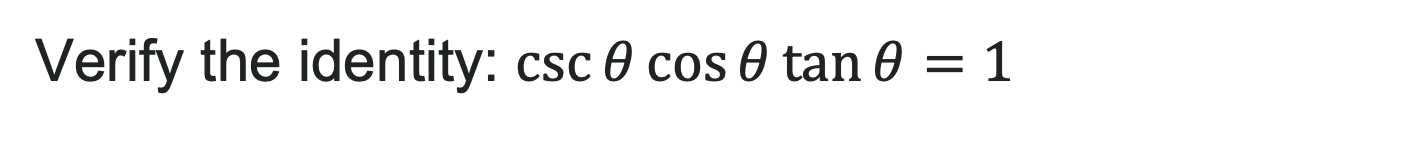 Verify the identity: csc θ cos θ tan θ = 1